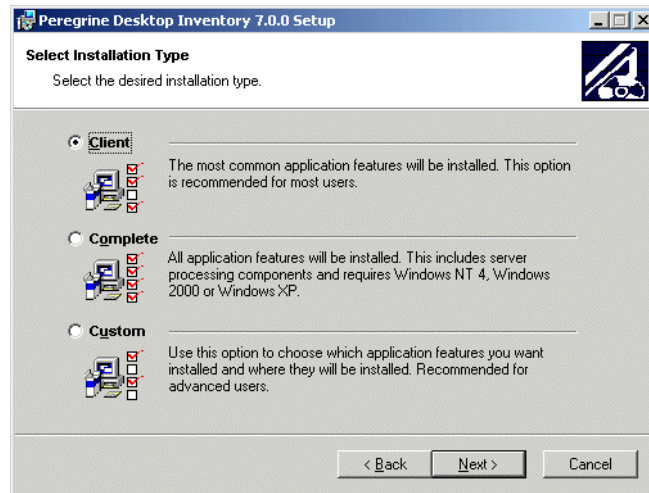 Peregrine Desktop Inventory 7.0.0 Setup
Select Installation Type
Select the desired installation type.
Client
The most common application features will be installed. This option
is recommended for most users.
Complete
All application features will be installed. This includes server
processing components and requires Windows NT 4, Windows
2000 or Windows XP.
Custom
Use this option to choose which application features you want
installed and where they will be installed. Recommended for
advanced users.
< Back
Next >
Cancel